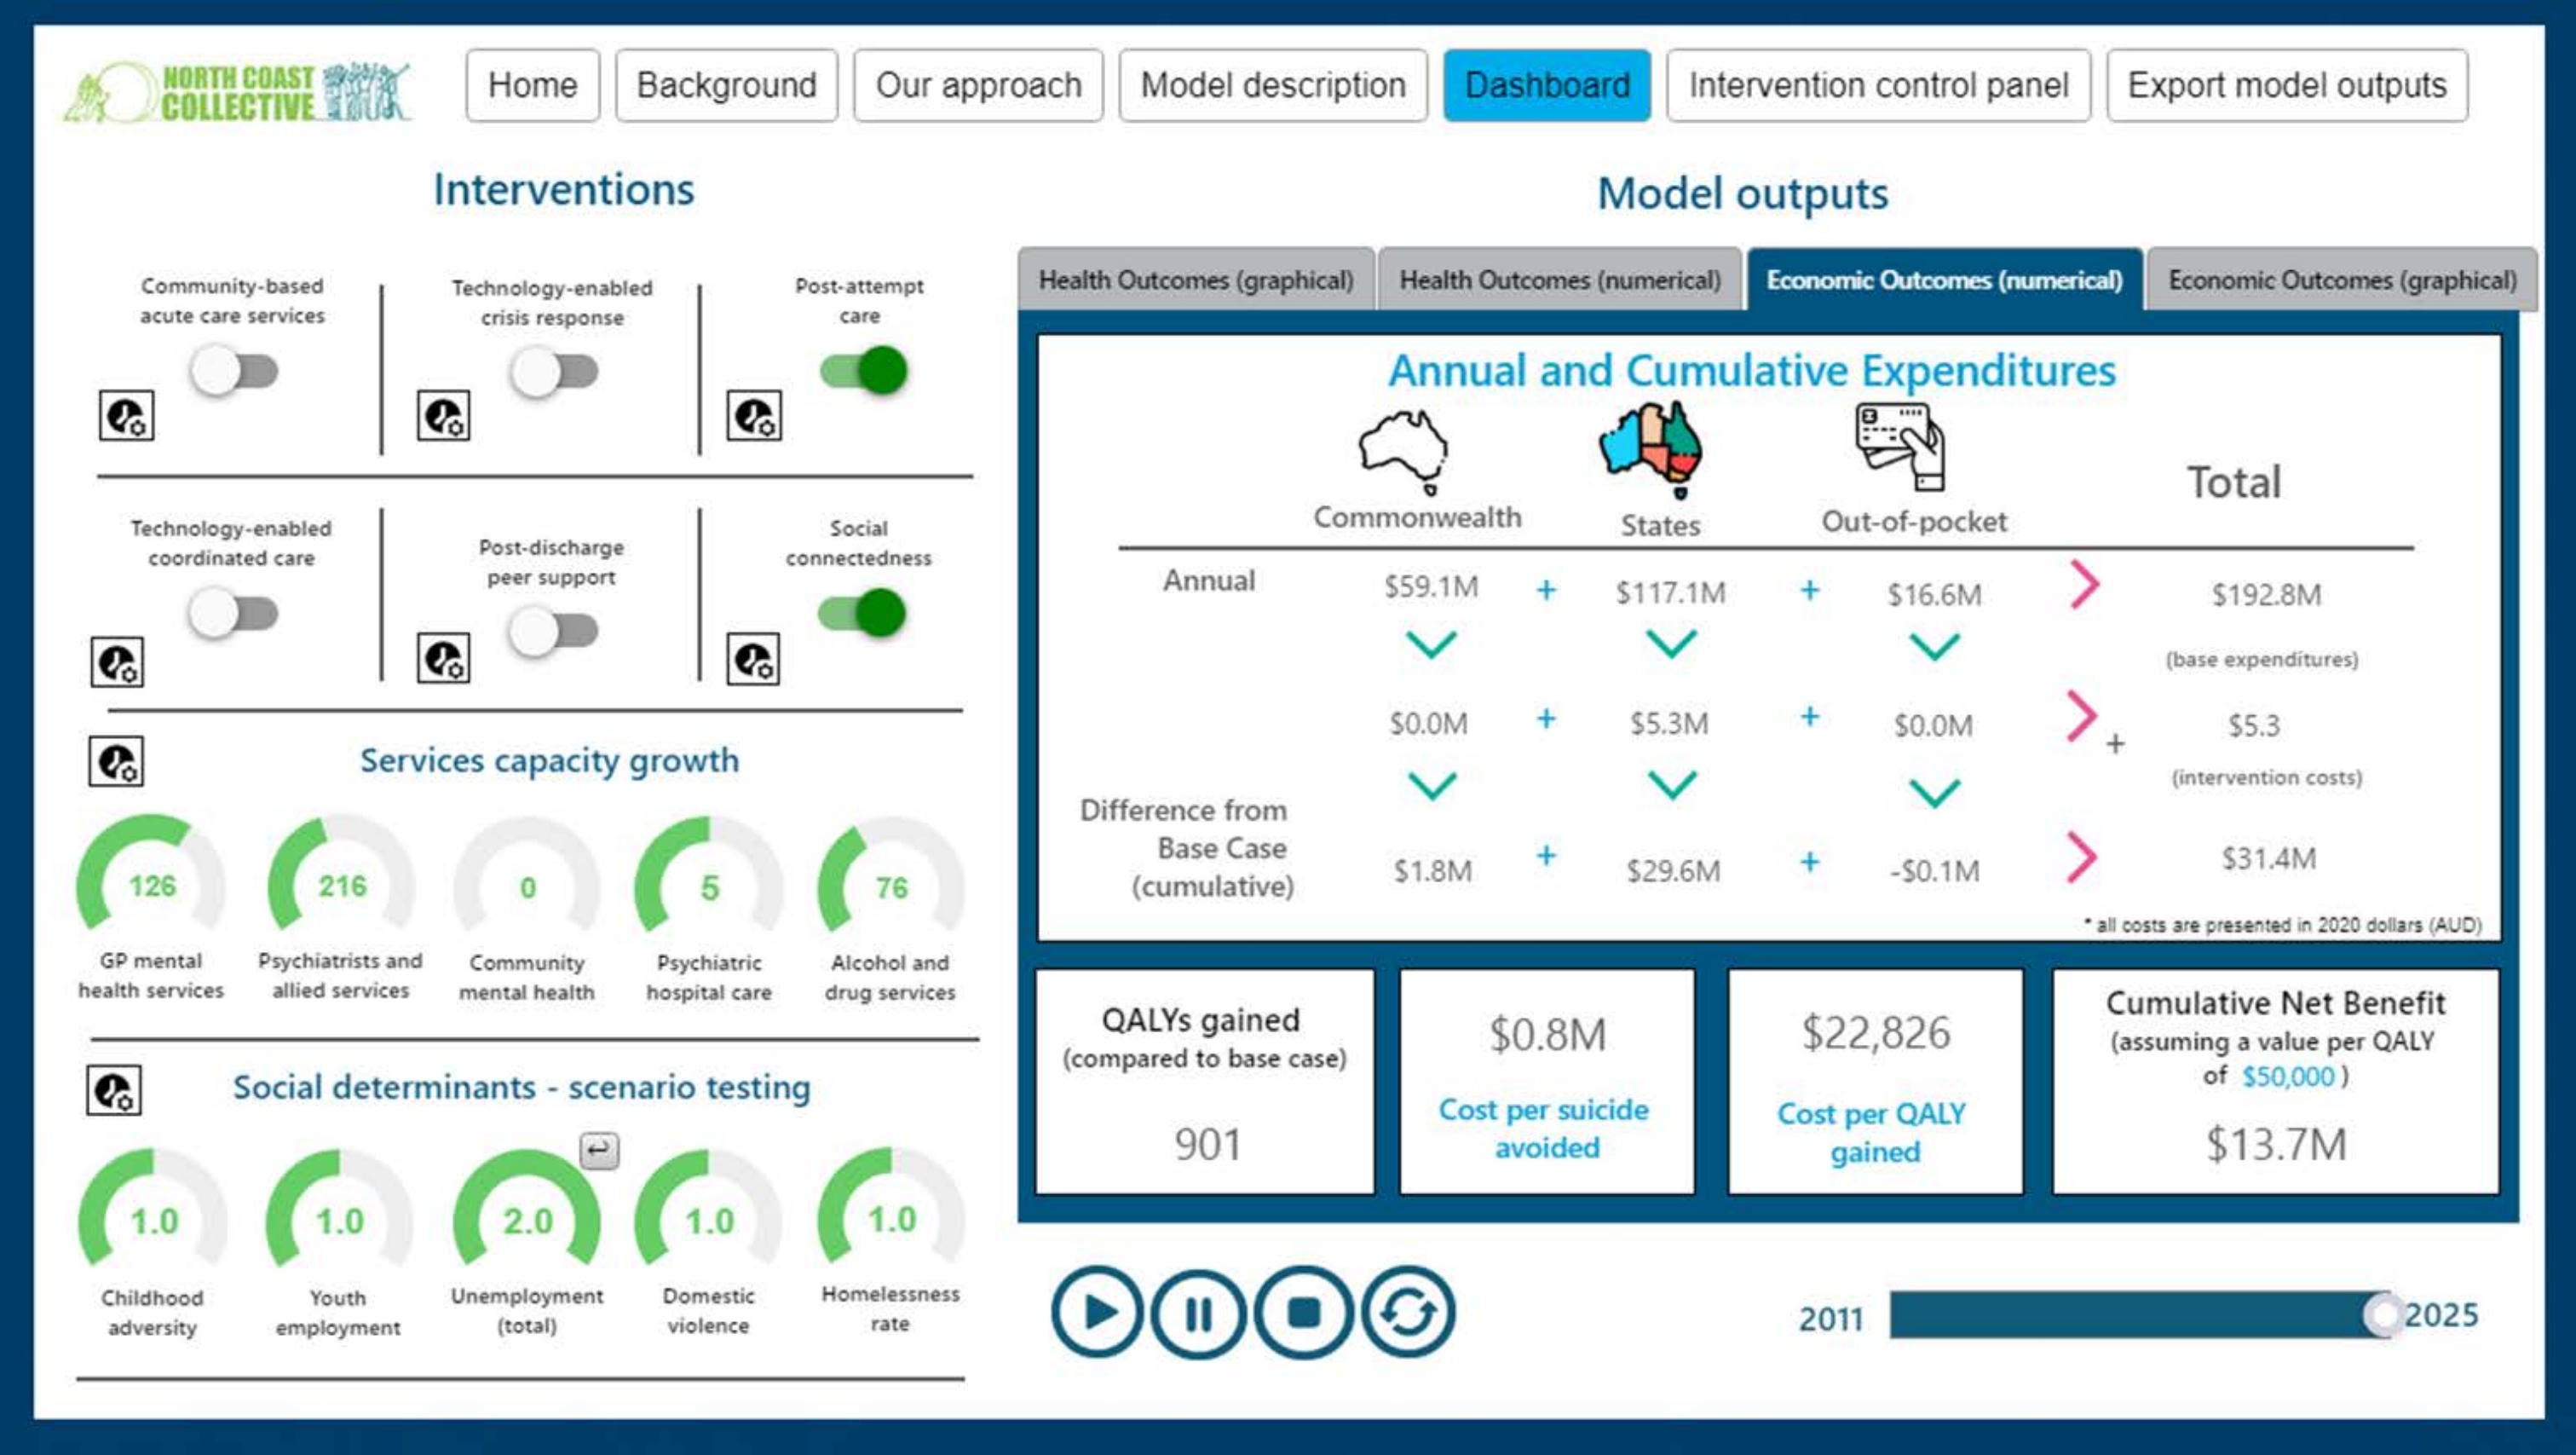 NORTH COAST
COLLECTIVE
Home
Background
Our approach
Model description
Dashboard
Intervention control panel
Export model outputs
Interventions
Community-based
acute care services
Technology-enabled
crisis response
Post-attempt
care
Technology-enabled
coordinated care
Post-discharge
peer support
Social
connectedness
Services capacity growth
126
216
0
5
76
GP mental
health services
Psychiatrists and
allied services
Community
mental health
Psychiatric
hospital care
Alcohol and
drug services
Social determinants - scenario testing
1.0
1.0
2.0
1.0
1.0
Childhood
adversity
Youth
employment
Unemployment
(total)
Domestic
violence
Homelessness
rate
Model outputs
Health Outcomes (graphical)
Health Outcomes (numerical)
Economic Outcomes (numerical)
Economic Outcomes (graphical)
Annual and Cumulative Expenditures
Commonwealth
States
Out-of-pocket
Total
Annual $59.1M + $117.1M + $16.6M $192.8M
(base expenditures)
$0.0M + $5.3M + $0.0M + $5.3
(intervention costs)
Difference from
Base Case
(cumulative)
$1.8M + $29.6M + -$0.1M $31.4M
* all costs are presented in 2020 dollars (AUD)
QALYs gained
(compared to base case)
901
$0.8M
Cost per suicide
avoided
$22,826
Cost per QALY
gained
Cumulative Net Benefit
(assuming a value per QALY
of $50,000 )
$13.7M
2011
2025